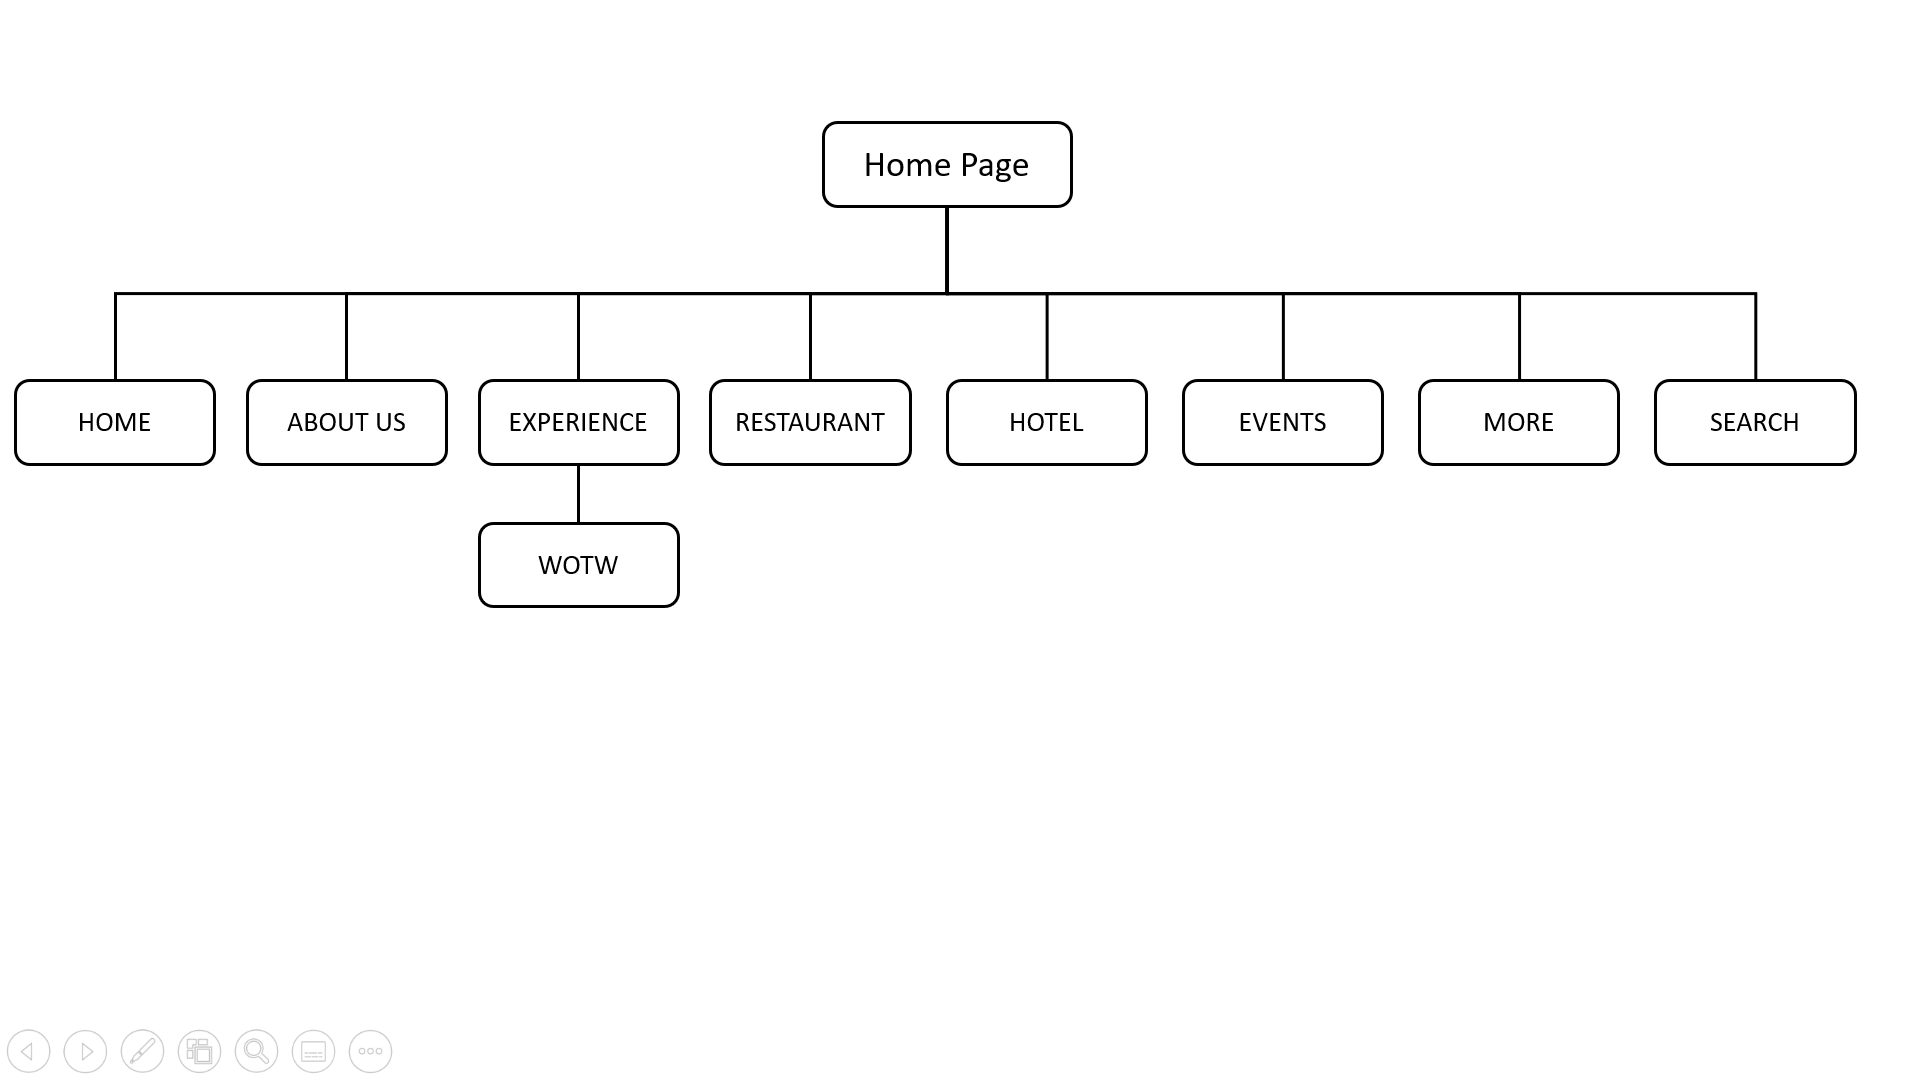 Home Page
HOME
ABOUT US
EXPERIENCE
RESTAURANT
HOTEL
EVENTS
MORE
SEARCH
WOTW